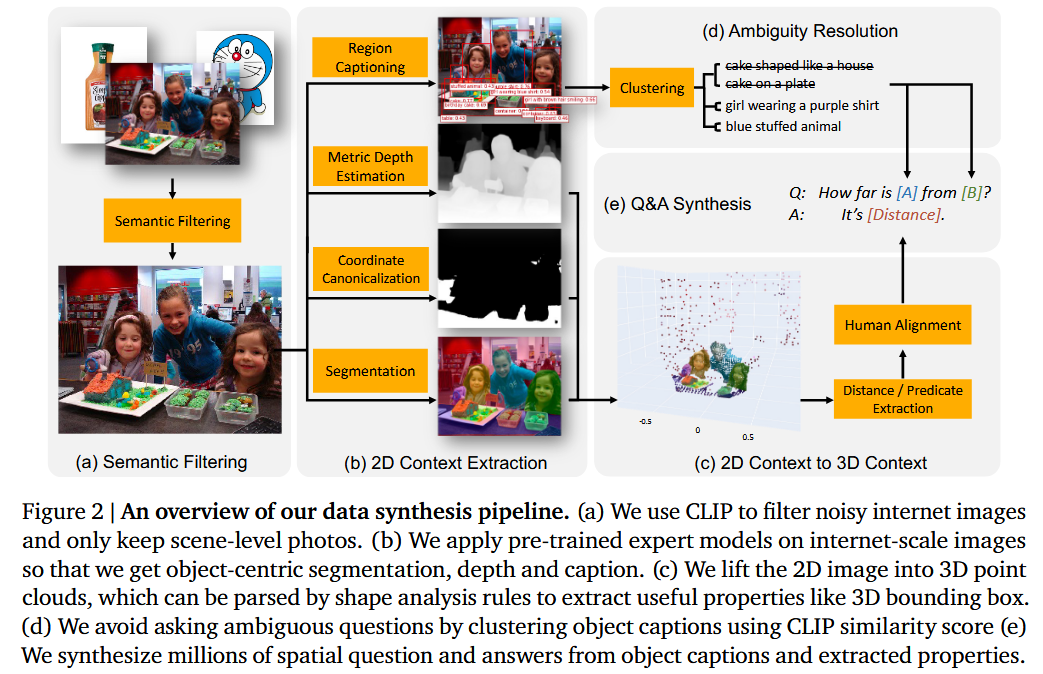 Region
Captioning
Metric Depth
Estimation
Coordinate
Canonicalization
Segmentation
Semantic Filtering
(a) Semantic Filtering
(b) 2D Context Extraction
(d) Ambiguity Resolution
Clustering
cake shaped like a house
cake on a plate
girl wearing a purple shirt
blue stuffed animal
(e) Q&A Synthesis
Q: How far is [A] from [B]?
A: It's [Distance].
Human Alignment
Distance / Predicate
Extraction
-0.5
0
0.5
(c) 2D Context to 3D Context
Figure 2 | An overview of our data synthesis pipeline. (a) We use CLIP to filter noisy internet images
and only keep scene-level photos. (b) We apply pre-trained expert models on internet-scale images
so that we get object-centric segmentation, depth and caption. (c) We lift the 2D image into 3D point
clouds, which can be parsed by shape analysis rules to extract useful properties like 3D bounding box.
(d) We avoid asking ambiguous questions by clustering object captions using CLIP similarity score (e)
We synthesize millions of spatial question and answers from object captions and extracted properties.